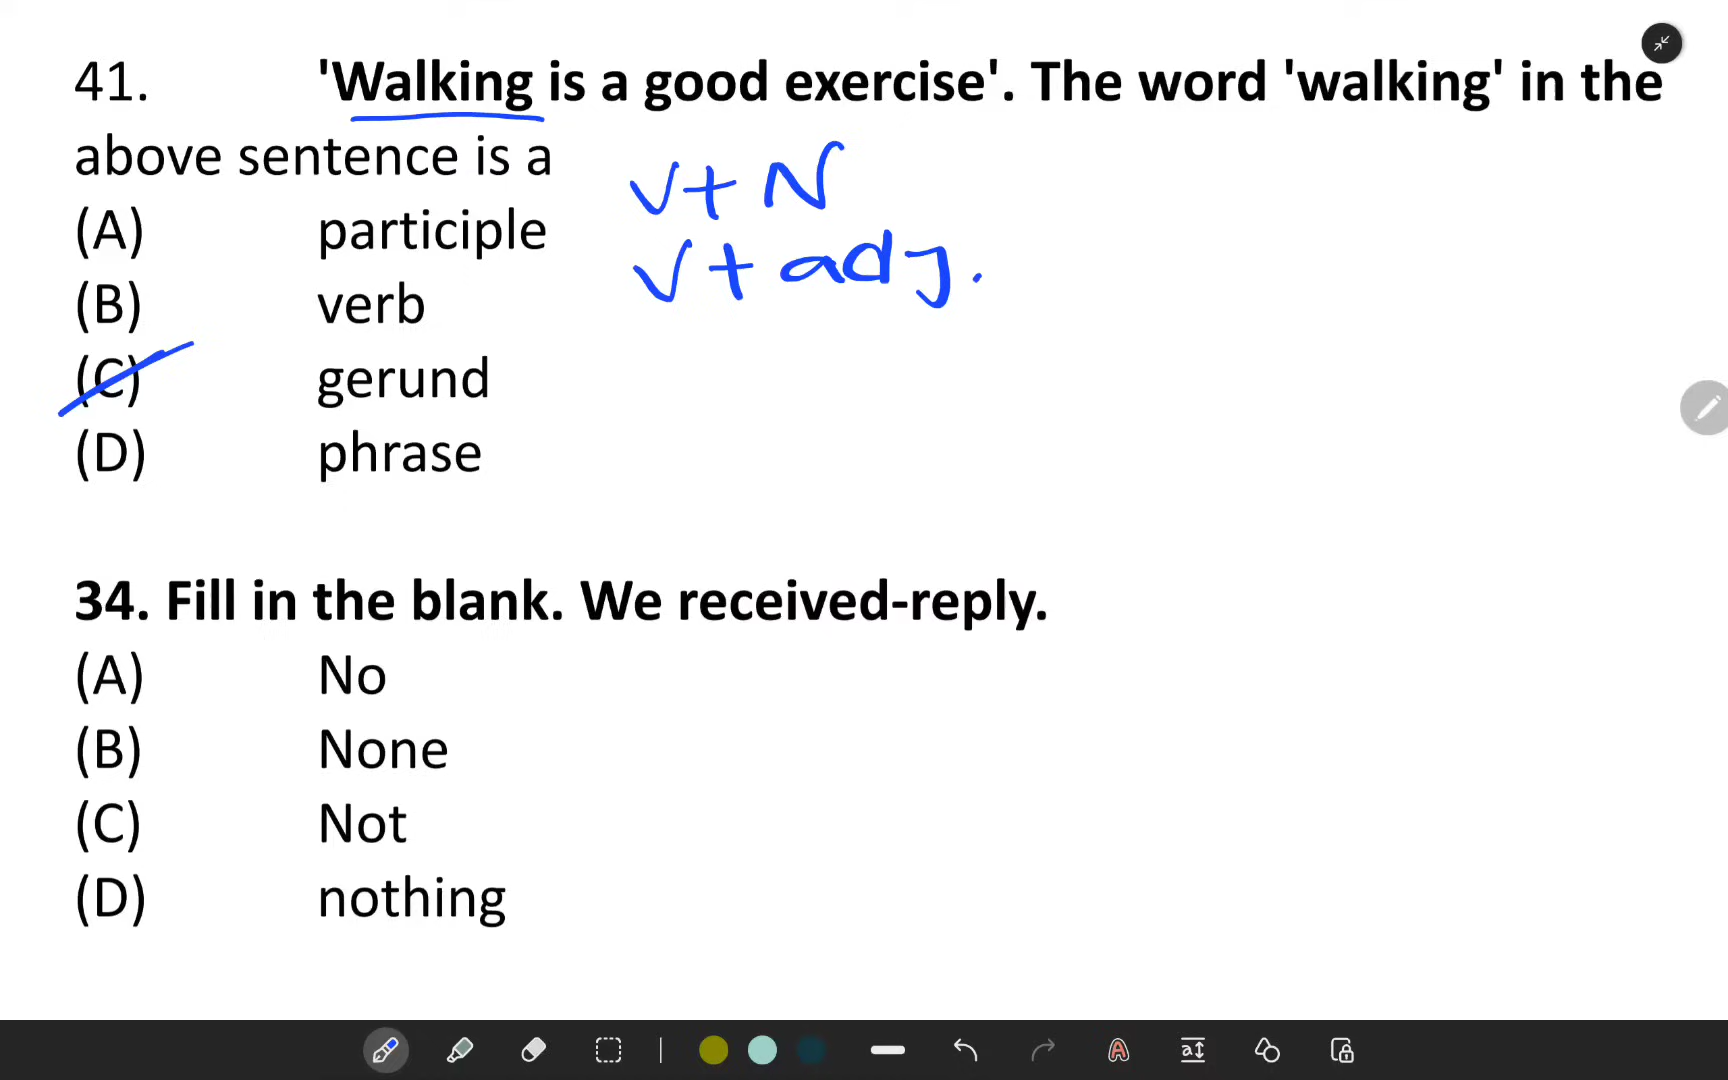 41. 'Walking is a good exercise'. The word 'walking' in the
above sentence is a
V + N
(A) participle
V + adj.
(B) verb
(C) gerund
(D) phrase
34. Fill in the blank. We received-reply.
(A) No
(B) None
(C) Not
(D) nothing